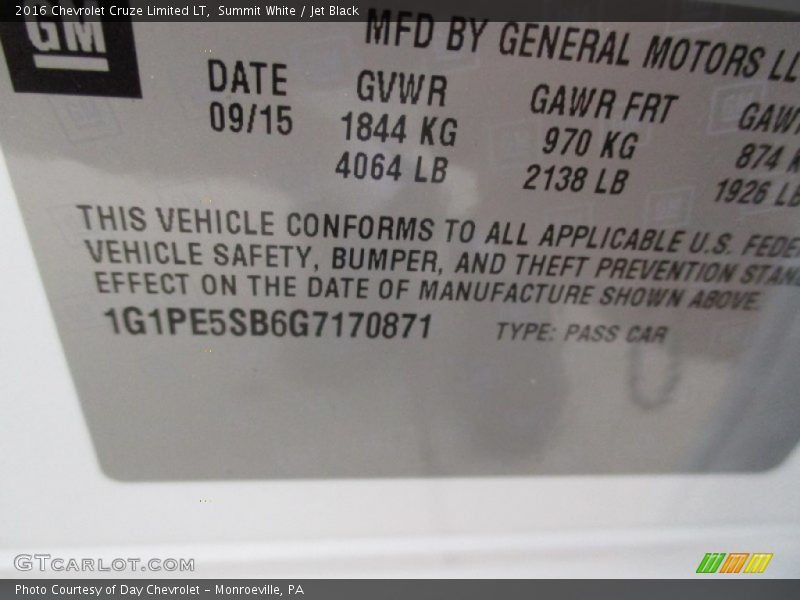 2016 Chevrolet Cruze Limited LT, Summit White / Jet Black
GM
MFD BY GENERAL MOTORS LL
DATE GVWR GAWR FRT GAWR
09/15 1844 KG 970 KG 874 K
4064 LB 2138 LB 1926 LB
THIS VEHICLE CONFORMS TO ALL APPLICABLE U.S. FEDE
VEHICLE SAFETY, BUMPER, AND THEFT PREVENTION STAN
EFFECT ON THE DATE OF MANUFACTURE SHOWN ABOVE.
1G1PE5SB6G7170871 TYPE: PASS CAR
GTCARLOT.COM
Photo Courtesy of Day Chevrolet - Monroeville, PA